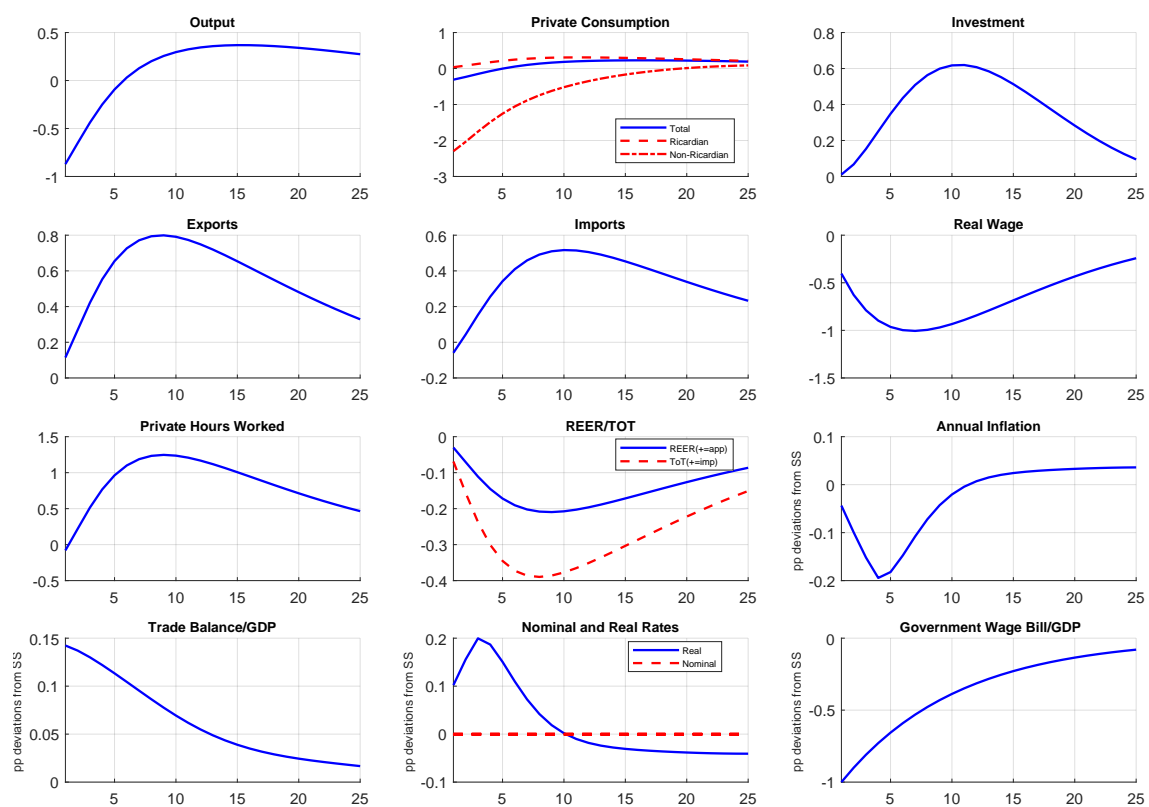 Output
0.5
0
-0.5
-1
5 10 15 20 25
Private Consumption
1
0
-1
-2
-3
Total
Ricardian
Non-Ricardian
5 10 15 20 25
Investment
0.8
0.6
0.4
0.2
0
5 10 15 20 25
Exports
0.8
0.6
0.4
0.2
0
5 10 15 20 25
Imports
0.6
0.4
0.2
0
-0.2
5 10 15 20 25
Real Wage
0
-0.5
-1
-1.5
5 10 15 20 25
Private Hours Worked
1.5
1
0.5
0
-0.5
5 10 15 20 25
REER/TOT
0
-0.1
-0.2
-0.3
-0.4
REER(+=app)
ToT(+=imp)
5 10 15 20 25
Annual Inflation
pp deviations from SS
0.1
0
-0.1
-0.2
5 10 15 20 25
Trade Balance/GDP
pp deviations from SS
0.15
0.1
0.05
0
5 10 15 20 25
Nominal and Real Rates
pp deviations from SS
0.2
0.1
0
-0.1
Real
Nominal
5 10 15 20 25
Government Wage Bill/GDP
pp deviations from SS
0
-0.5
-1
5 10 15 20 25